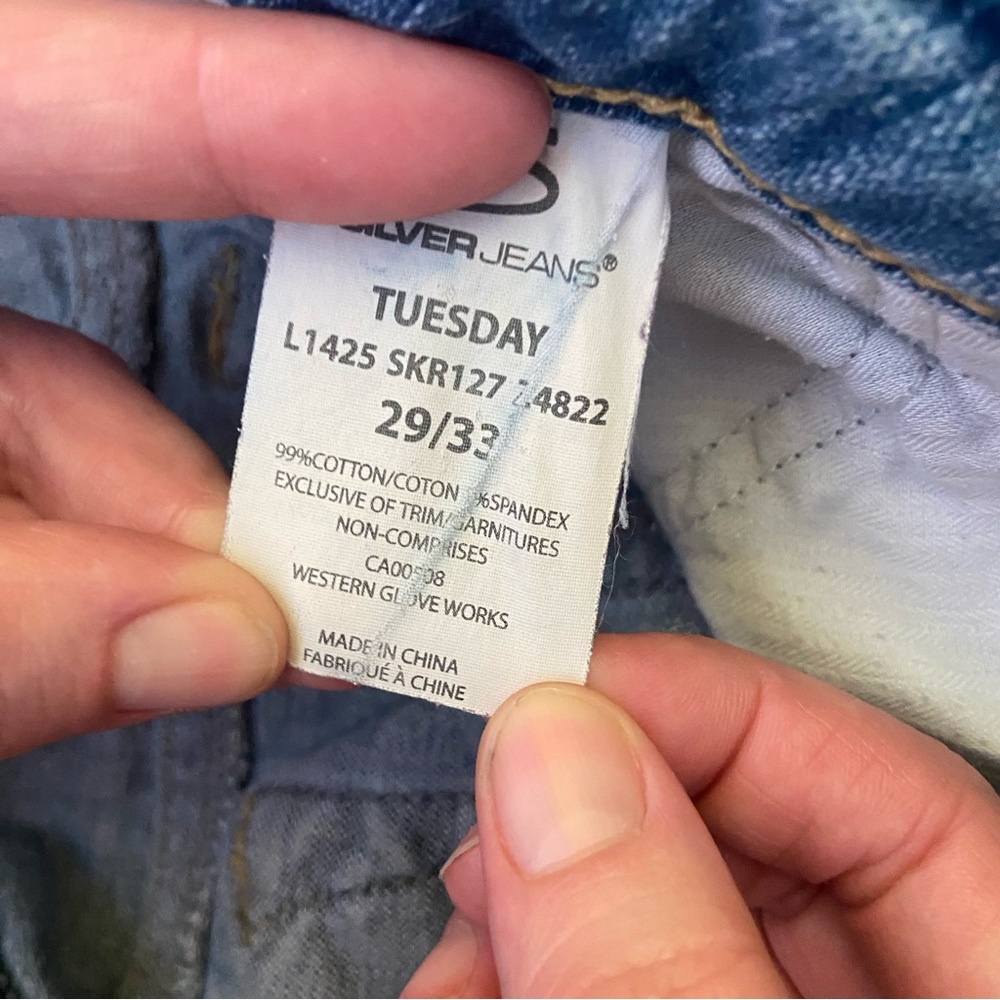 SILVER JEANS®
TUESDAY
L1425 SKR127 4822
29/33
99%COTTON/COTON %SPANDEX
EXCLUSIVE OF TRIM/GARNITURES
NON-COMPRISES
WESTERN GLOVE WORKS
MADE IN CHINA
FABRIQUÉ À CHINE